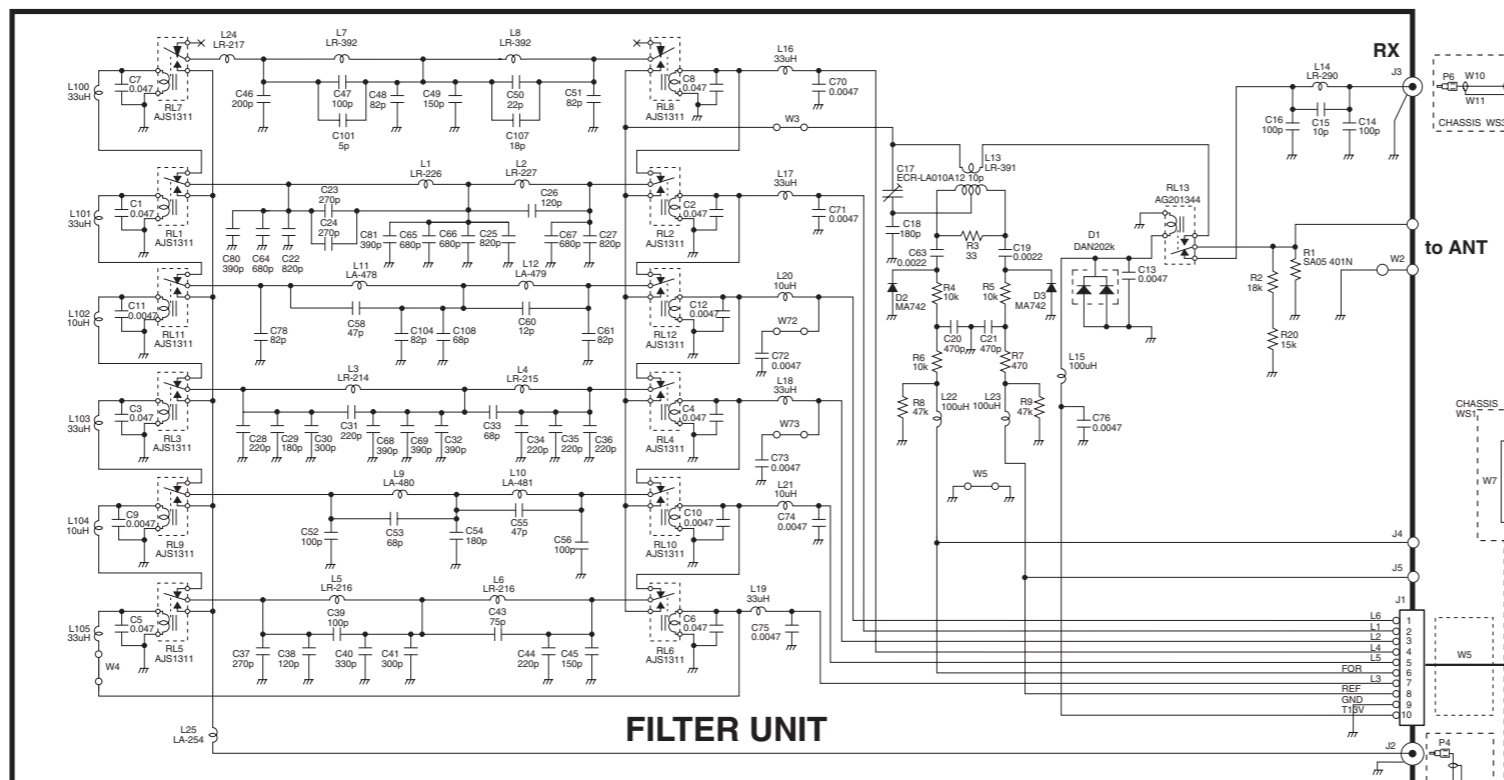 L24
LR-217
L7
LR-392
L8
LR-392
L16
33uH
RX
J3
P6
W10
W11
CHASSIS WS3
L14
LR-290
L100
33uH
C7
0.047
RL7
AJS1311
C46
200p
C47
100p
C48
82p
C49
150p
C50
22p
C51
82p
C101
5p
C107
18p
C8
0.047
RL8
AJS1311
C70
0.0047
C16
100p
C15
10p
C14
100p
W3
L13
LR-391
C17
ECR-LA010A12 10p
L101
33uH
C1
0.047
RL1
AJS1311
L1
LR-226
L2
LR-227
C23
270p
C24
270p
C26
120p
C80
390p
C64
680p
C22
820p
C81
390p
C65
680p
C66
680p
C25
820p
C67
680p
C27
820p
C2
0.047
RL2
AJS1311
L17
33uH
C71
0.0047
C18
180p
RL13
AG201344
C63
0.0022
R3
33
C19
0.0022
D1
DAN202k
C13
0.0047
R2
18k
R1
SA05 401N
to ANT
W2
L102
10uH
C11
0.0047
RL11
AJS1311
L11
LA-478
L12
LA-479
C78
82p
C58
47p
C104
82p
C108
68p
C60
12p
C61
82p
C12
0.0047
RL12
AJS1311
L20
10uH
W72
C72
0.0047
D2
MA742
R4
10k
R5
10k
D3
MA742
C20
470p
C21
470p
R6
10k
R7
470
L15
100uH
R20
15k
L103
33uH
C3
0.047
RL3
AJS1311
L3
LR-214
L4
LR-215
C28
220p
C29
180p
C30
300p
C31
220p
C68
390p
C69
390p
C32
390p
C33
68p
C34
220p
C35
220p
C36
220p
C4
0.047
RL4
AJS1311
L18
33uH
W73
C73
0.0047
R8
47k
L22
100uH
L23
100uH
R9
47k
C76
0.0047
CHASSIS
WS1
W7
L104
10uH
C9
0.0047
RL9
AJS1311
L9
LA-480
L10
LA-481
C52
100p
C53
68p
C54
180p
C55
47p
C56
100p
C10
0.0047
RL10
AJS1311
L21
10uH
C74
0.0047
W5
J4
J5
L105
33uH
C5
0.047
RL5
AJS1311
W4
L5
LR-216
L6
LR-216
C37
270p
C38
120p
C39
100p
C40
330p
C41
300p
C43
75p
C44
220p
C45
150p
C6
0.047
RL6
AJS1311
L19
33uH
C75
0.0047
J1
L6 1
L1 2
L2 3
L4 4
L5 5
FOR 6
L3 7
REF 8
GND 9
T13V 10
W5
L25
LA-254
FILTER UNIT
J2
P4